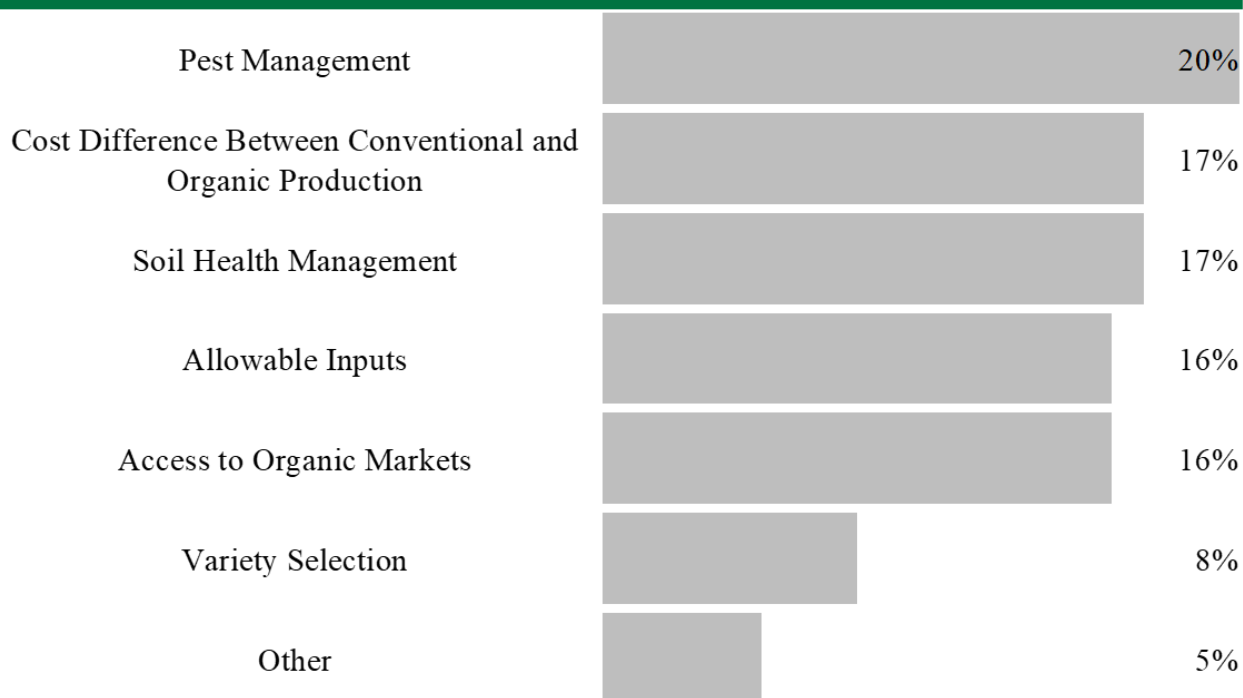 Pest Management 20%
Cost Difference Between Conventional and
Organic Production 17%
Soil Health Management 17%
Allowable Inputs 16%
Access to Organic Markets 16%
Variety Selection 8%
Other 5%